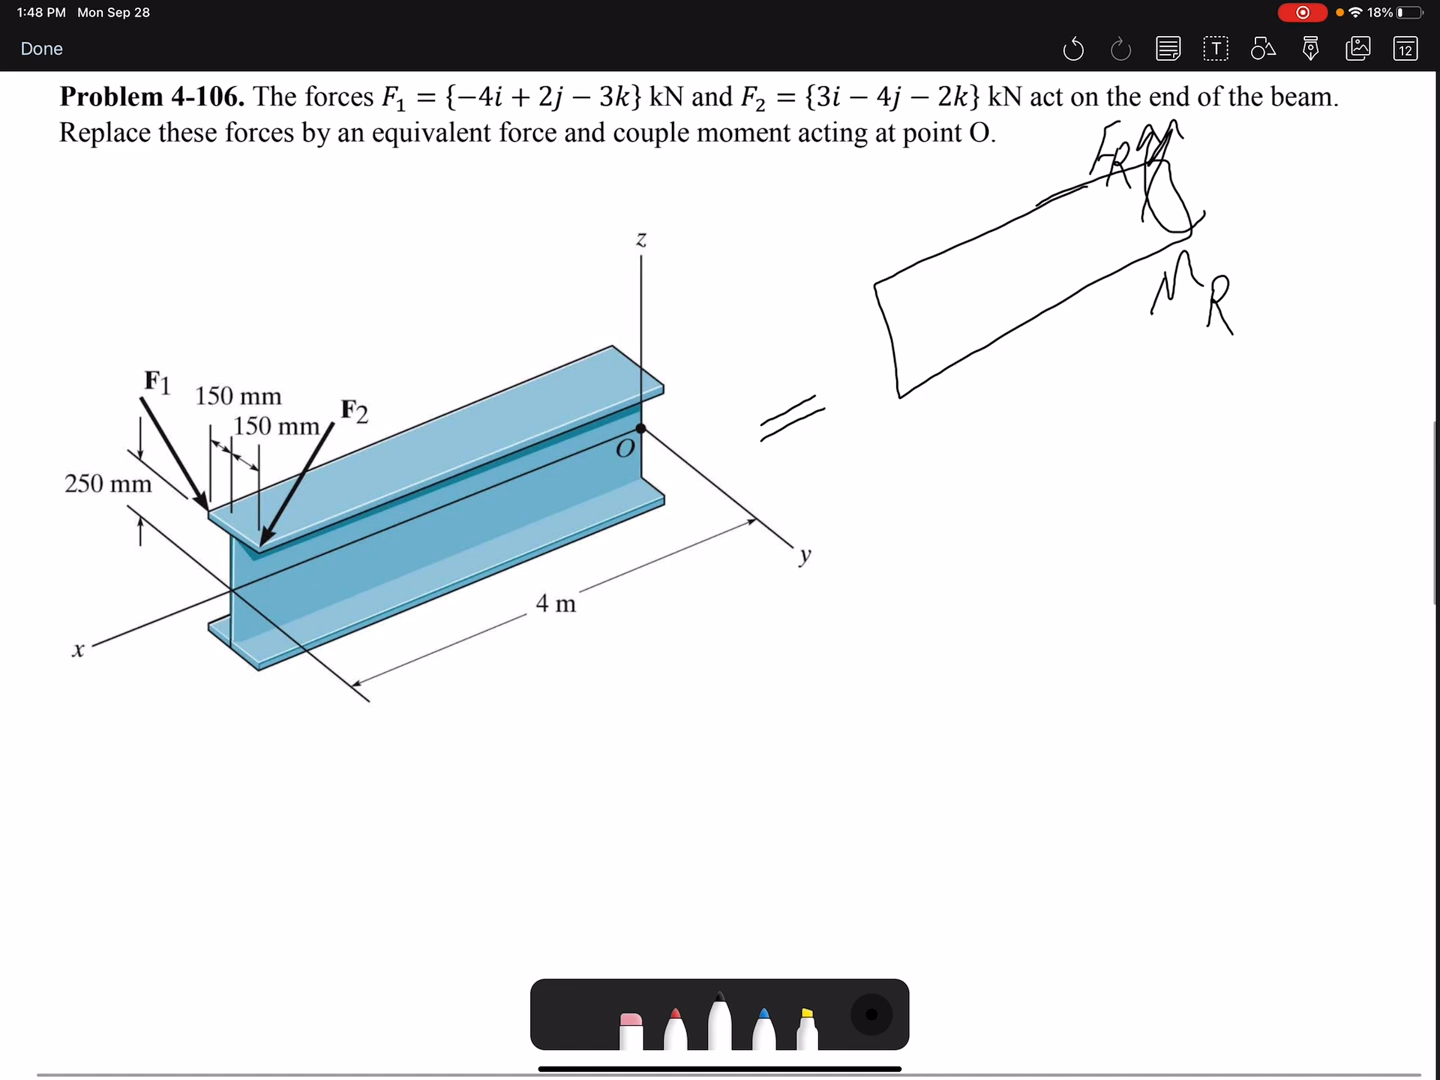 1:48 PM Mon Sep 28
18%
Done
T
12
Problem 4-106. The forces F₁ = {−4i + 2j − 3k} kN and F₂ = {3i − 4j − 2k} kN act on the end of the beam.
Replace these forces by an equivalent force and couple moment acting at point O.
F_R
M_R
z
F1
150 mm
F2
150 mm
O
250 mm
=
y
4 m
x